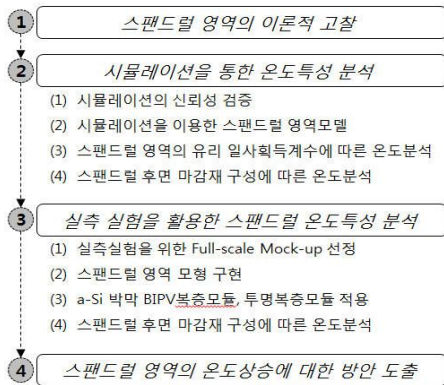 1 스팬드럴 영역의 이론적 고찰
2 시뮬레이션을 통한 온도특성 분석
(1) 시뮬레이션의 신뢰성 검증
(2) 시뮬레이션을 이용한 스팬드럴 영역모델
(3) 스팬드럴 영역의 유리 일사획득계수에 따른 온도분석
(4) 스팬드럴 후면 마감재 구성에 따른 온도분석
3 실측 실험을 활용한 스팬드럴 온도특성 분석
(1) 실측실험을 위한 Full-scale Mock-up 선정
(2) 스팬드럴 영역 모형 구현
(3) a-Si 박막 BIPV복층모듈, 투명복층모듈 적용
(4) 스팬드럴 후면 마감재 구성에 따른 온도분석
4 스팬드럴 영역의 온도상승에 대한 방안 도출